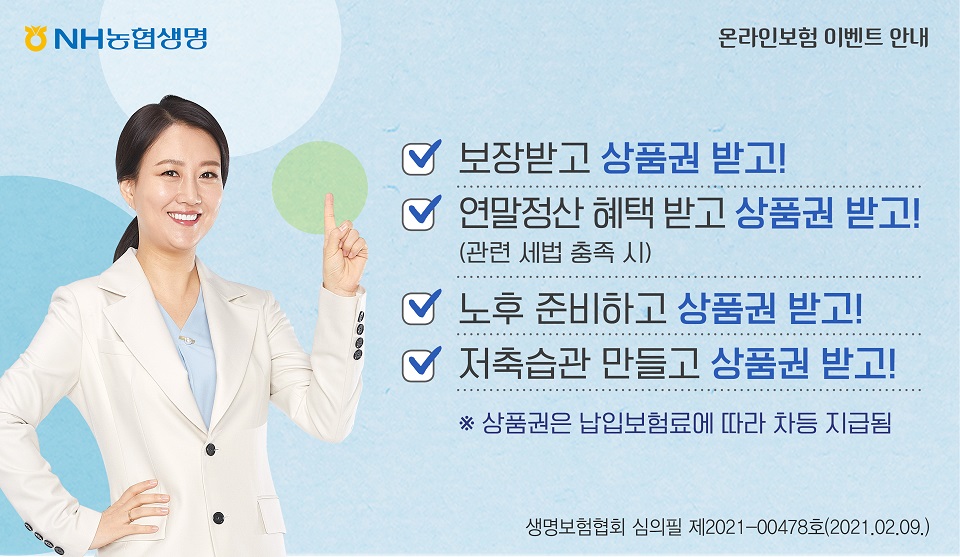 NH농협생명
온라인보험 이벤트 안내
보장받고 상품권 받고!
연말정산 혜택 받고 상품권 받고!
(관련 세법 충족 시)
노후 준비하고 상품권 받고!
저축습관 만들고 상품권 받고!
※ 상품권은 납입보험료에 따라 차등 지급됨
생명보험협회 심의필 제2021-00478호(2021.02.09.)